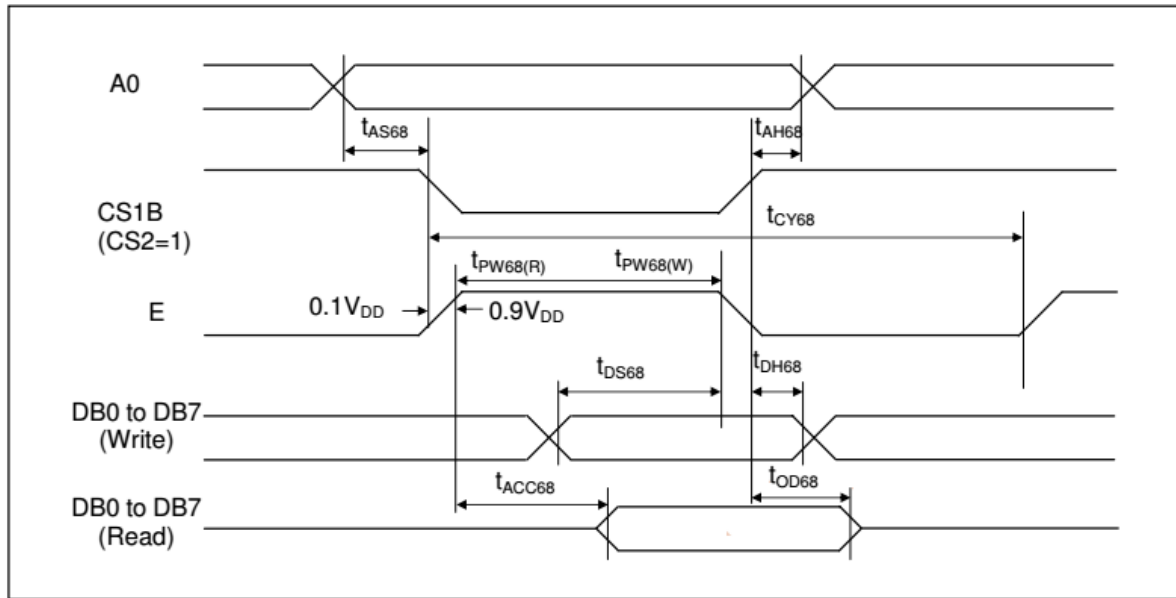 A0
tAS68
tAH68
CS1B
(CS2=1)
tCY68
tPW68(R)
tPW68(W)
E
0.1VDD
0.9VDD
tDS68
tDH68
DB0 to DB7
(Write)
tACC68
tOD68
DB0 to DB7
(Read)